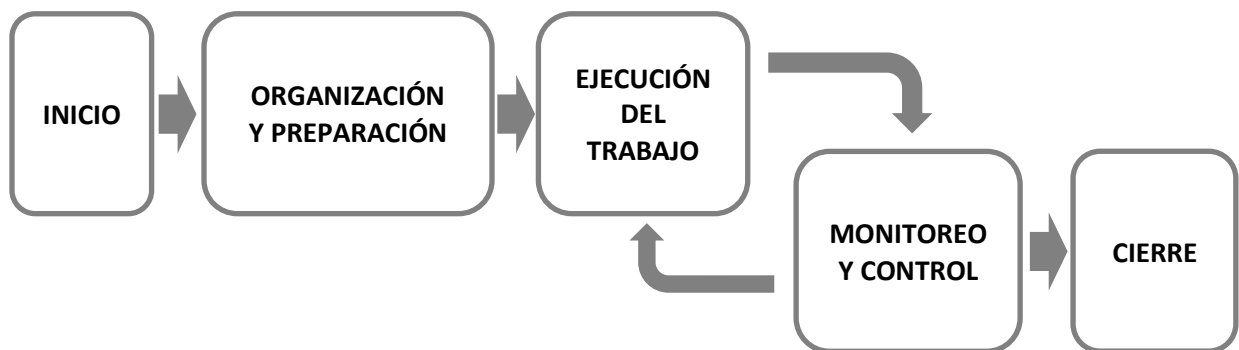 INICIO
ORGANIZACIÓN
Y PREPARACIÓN
EJECUCIÓN
DEL
TRABAJO
MONITOREO
Y CONTROL
CIERRE